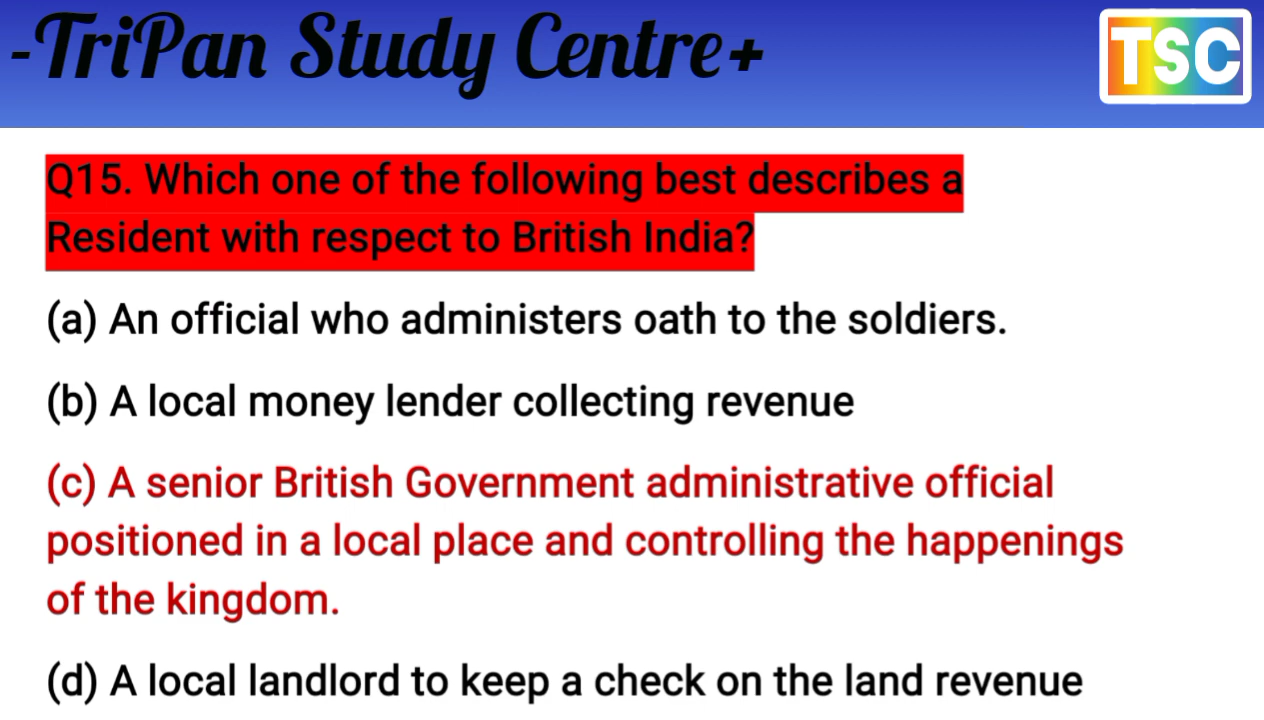 -TriPan Study Centre+
TSC
Q15. Which one of the following best describes a
Resident with respect to British India?
(a) An official who administers oath to the soldiers.
(b) A local money lender collecting revenue
(c) A senior British Government administrative official
positioned in a local place and controlling the happenings
of the kingdom.
(d) A local landlord to keep a check on the land revenue